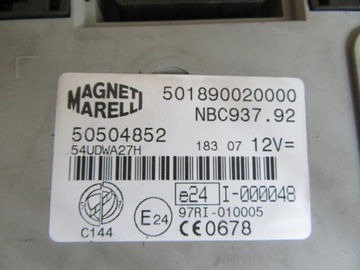 MAGNETI MARELLI
501890020000
NBC937.92
50504852
54UDWA27H
183 07 12V=
e24 I-000048
E24
97RI-010005
C144
CE0678